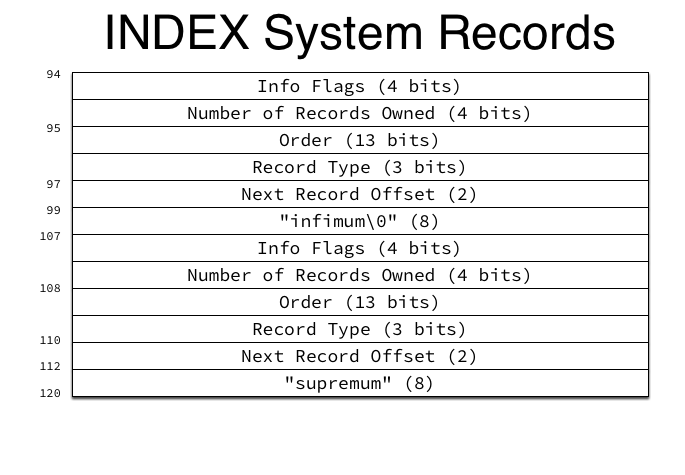 INDEX System Records
94
Info Flags (4 bits)
Number of Records Owned (4 bits)
95
Order (13 bits)
Record Type (3 bits)
97
Next Record Offset (2)
99
"infimum\0" (8)
107
Info Flags (4 bits)
Number of Records Owned (4 bits)
108
Order (13 bits)
Record Type (3 bits)
110
Next Record Offset (2)
112
"supremum" (8)
120